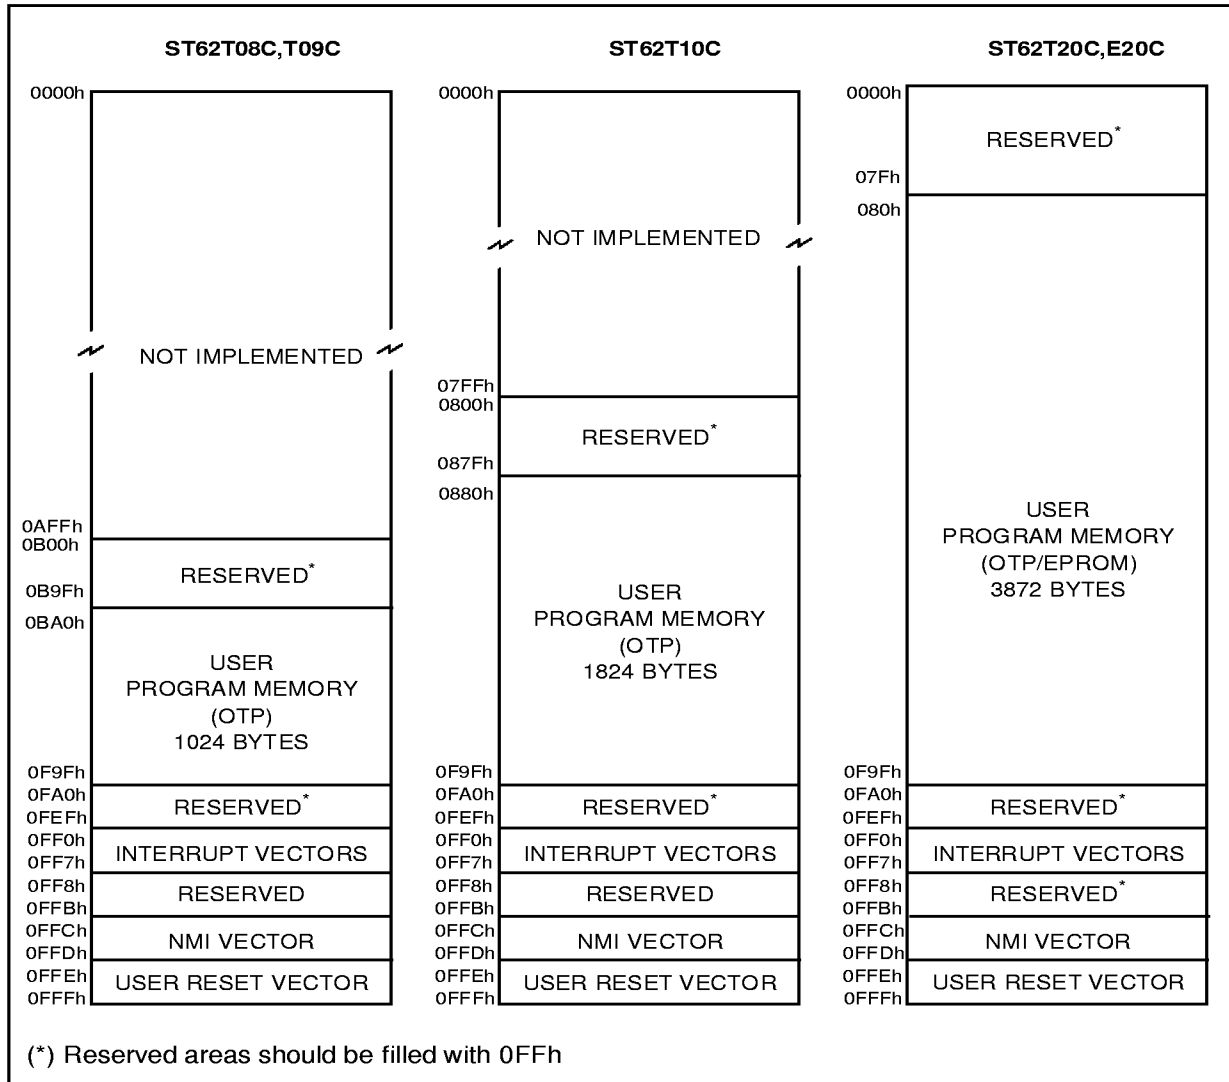 ST62T08C,T09C
0000h
NOT IMPLEMENTED
0AFFh
0B00h
RESERVED*
0B9Fh
0BA0h
USER
PROGRAM MEMORY
(OTP)
1024 BYTES
0F9Fh
0FA0h
RESERVED*
0FEFh
0FF0h
INTERRUPT VECTORS
0FF7h
0FF8h
RESERVED
0FFBh
0FFCh
NMI VECTOR
0FFDh
0FFEh
USER RESET VECTOR
0FFFh
ST62T10C
0000h
NOT IMPLEMENTED
07FFh
0800h
RESERVED*
087Fh
0880h
USER
PROGRAM MEMORY
(OTP)
1824 BYTES
0F9Fh
0FA0h
RESERVED*
0FEFh
0FF0h
INTERRUPT VECTORS
0FF7h
0FF8h
RESERVED
0FFBh
0FFCh
NMI VECTOR
0FFDh
0FFEh
USER RESET VECTOR
0FFFh
ST62T20C,E20C
0000h
RESERVED*
07Fh
080h
USER
PROGRAM MEMORY
(OTP/EPROM)
3872 BYTES
0F9Fh
0FA0h
RESERVED*
0FEFh
0FF0h
INTERRUPT VECTORS
0FF7h
0FF8h
RESERVED*
0FFBh
0FFCh
NMI VECTOR
0FFDh
0FFEh
USER RESET VECTOR
0FFFh
(*) Reserved areas should be filled with 0FFh